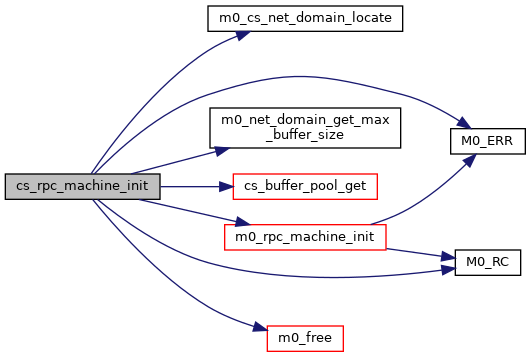 m0_cs_net_domain_locate
m0_net_domain_get_max
_buffer_size
M0_ERR
cs_rpc_machine_init
cs_buffer_pool_get
m0_rpc_machine_init
M0_RC
m0_free